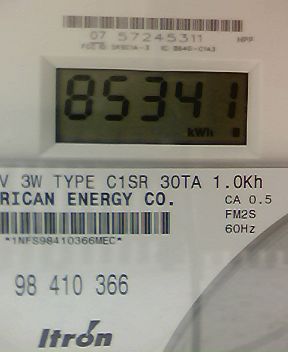 07 57245311
85341
kWh
V 3W TYPE C1SR 30TA 1.0Kh
RICAN ENERGY CO.
CA 0.5
FM2S
60Hz
*1NFS98410366MEC*
98 410 366
Itrón